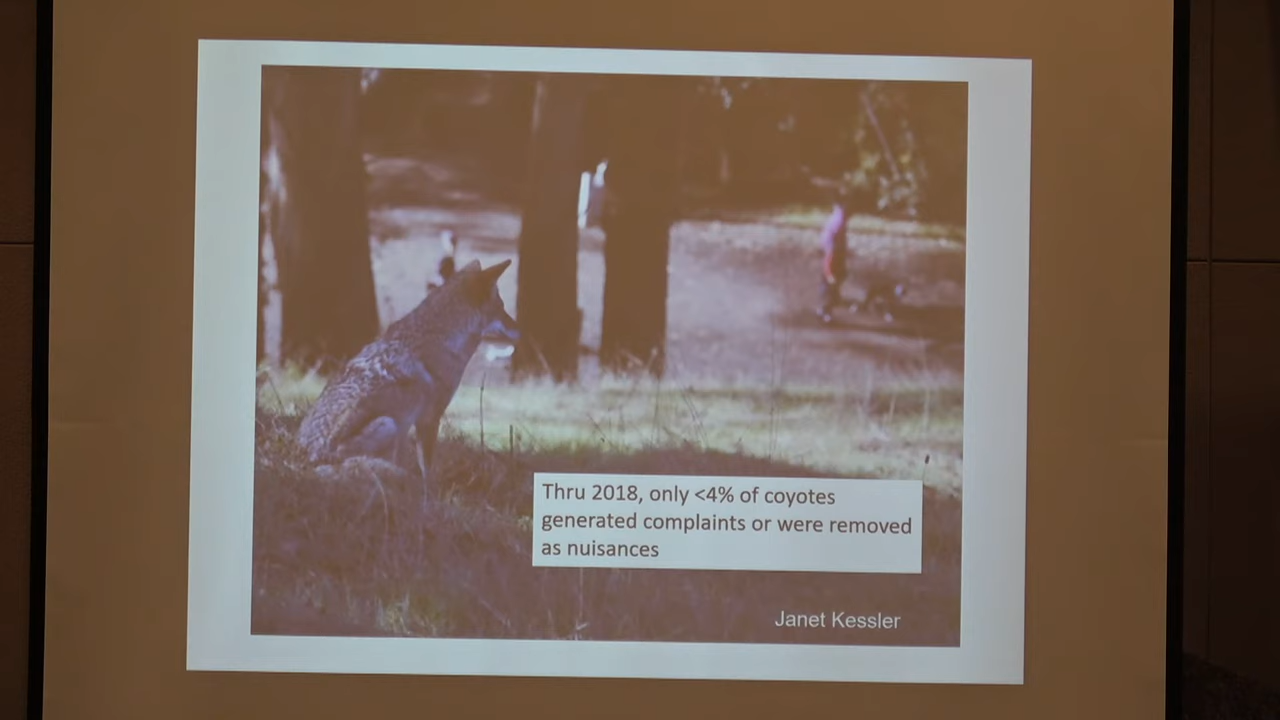 Thru 2018, only <4% of coyotes
generated complaints or were removed
as nuisances
Janet Kessler